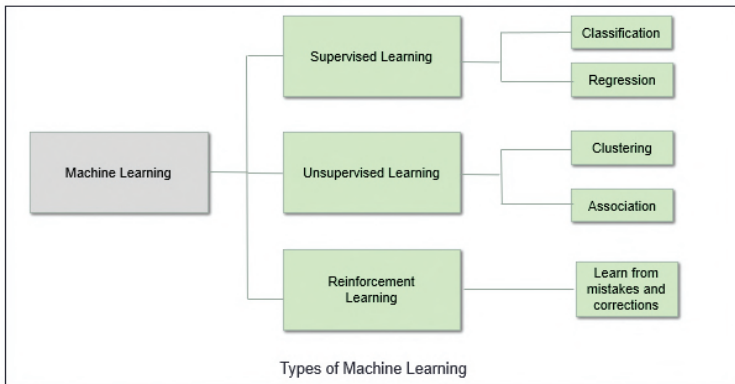 Machine Learning
Supervised Learning
Classification
Regression
Unsupervised Learning
Clustering
Association
Reinforcement
Learning
Learn from
mistakes and
corrections
Types of Machine Learning